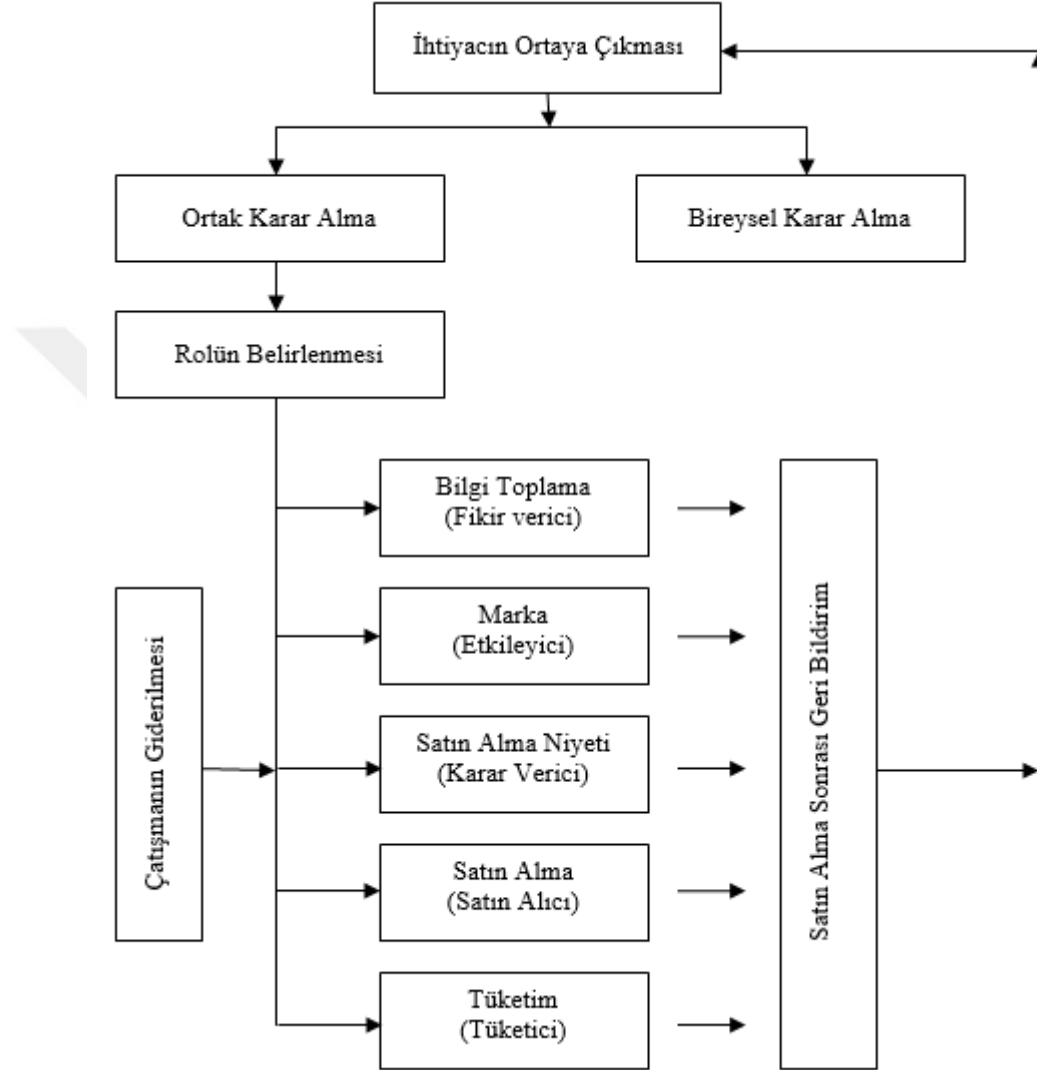 İhtiyacın Ortaya Çıkması
Ortak Karar Alma
Bireysel Karar Alma
Rolün Belirlenmesi
Bilgi Toplama
(Fikir verici)
Marka
(Etkileyici)
Satın Alma Niyeti
(Karar Verici)
Satın Alma
(Satın Alıcı)
Tüketim
(Tüketici)
Çatışmanın Giderilmesi
Satın Alma Sonrası Geri Bildirim